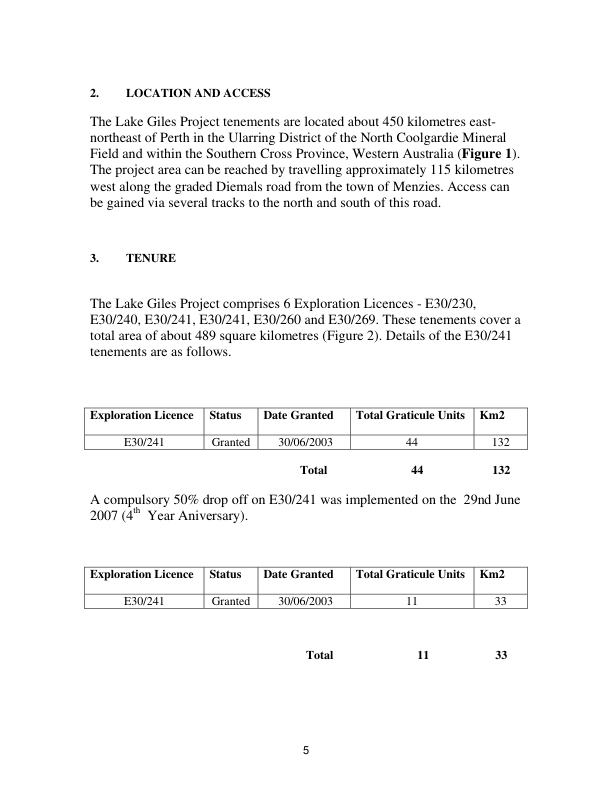 2. LOCATION AND ACCESS
The Lake Giles Project tenements are located about 450 kilometres east-
northeast of Perth in the Ularring District of the North Coolgardie Mineral
Field and within the Southern Cross Province, Western Australia (Figure 1).
The project area can be reached by travelling approximately 115 kilometres
west along the graded Diemals road from the town of Menzies. Access can
be gained via several tracks to the north and south of this road.
3. TENURE
The Lake Giles Project comprises 6 Exploration Licences - E30/230,
E30/240, E30/241, E30/241, E30/260 and E30/269. These tenements cover a
total area of about 489 square kilometres (Figure 2). Details of the E30/241
tenements are as follows.
Exploration Licence Status Date Granted Total Graticule Units Km2
E30/241 Granted 30/06/2003 44 132
Total 44 132
A compulsory 50% drop off on E30/241 was implemented on the 29nd June
2007 (4th Year Aniversary).
Exploration Licence Status Date Granted Total Graticule Units Km2
E30/241 Granted 30/06/2003 11 33
Total 11 33
5